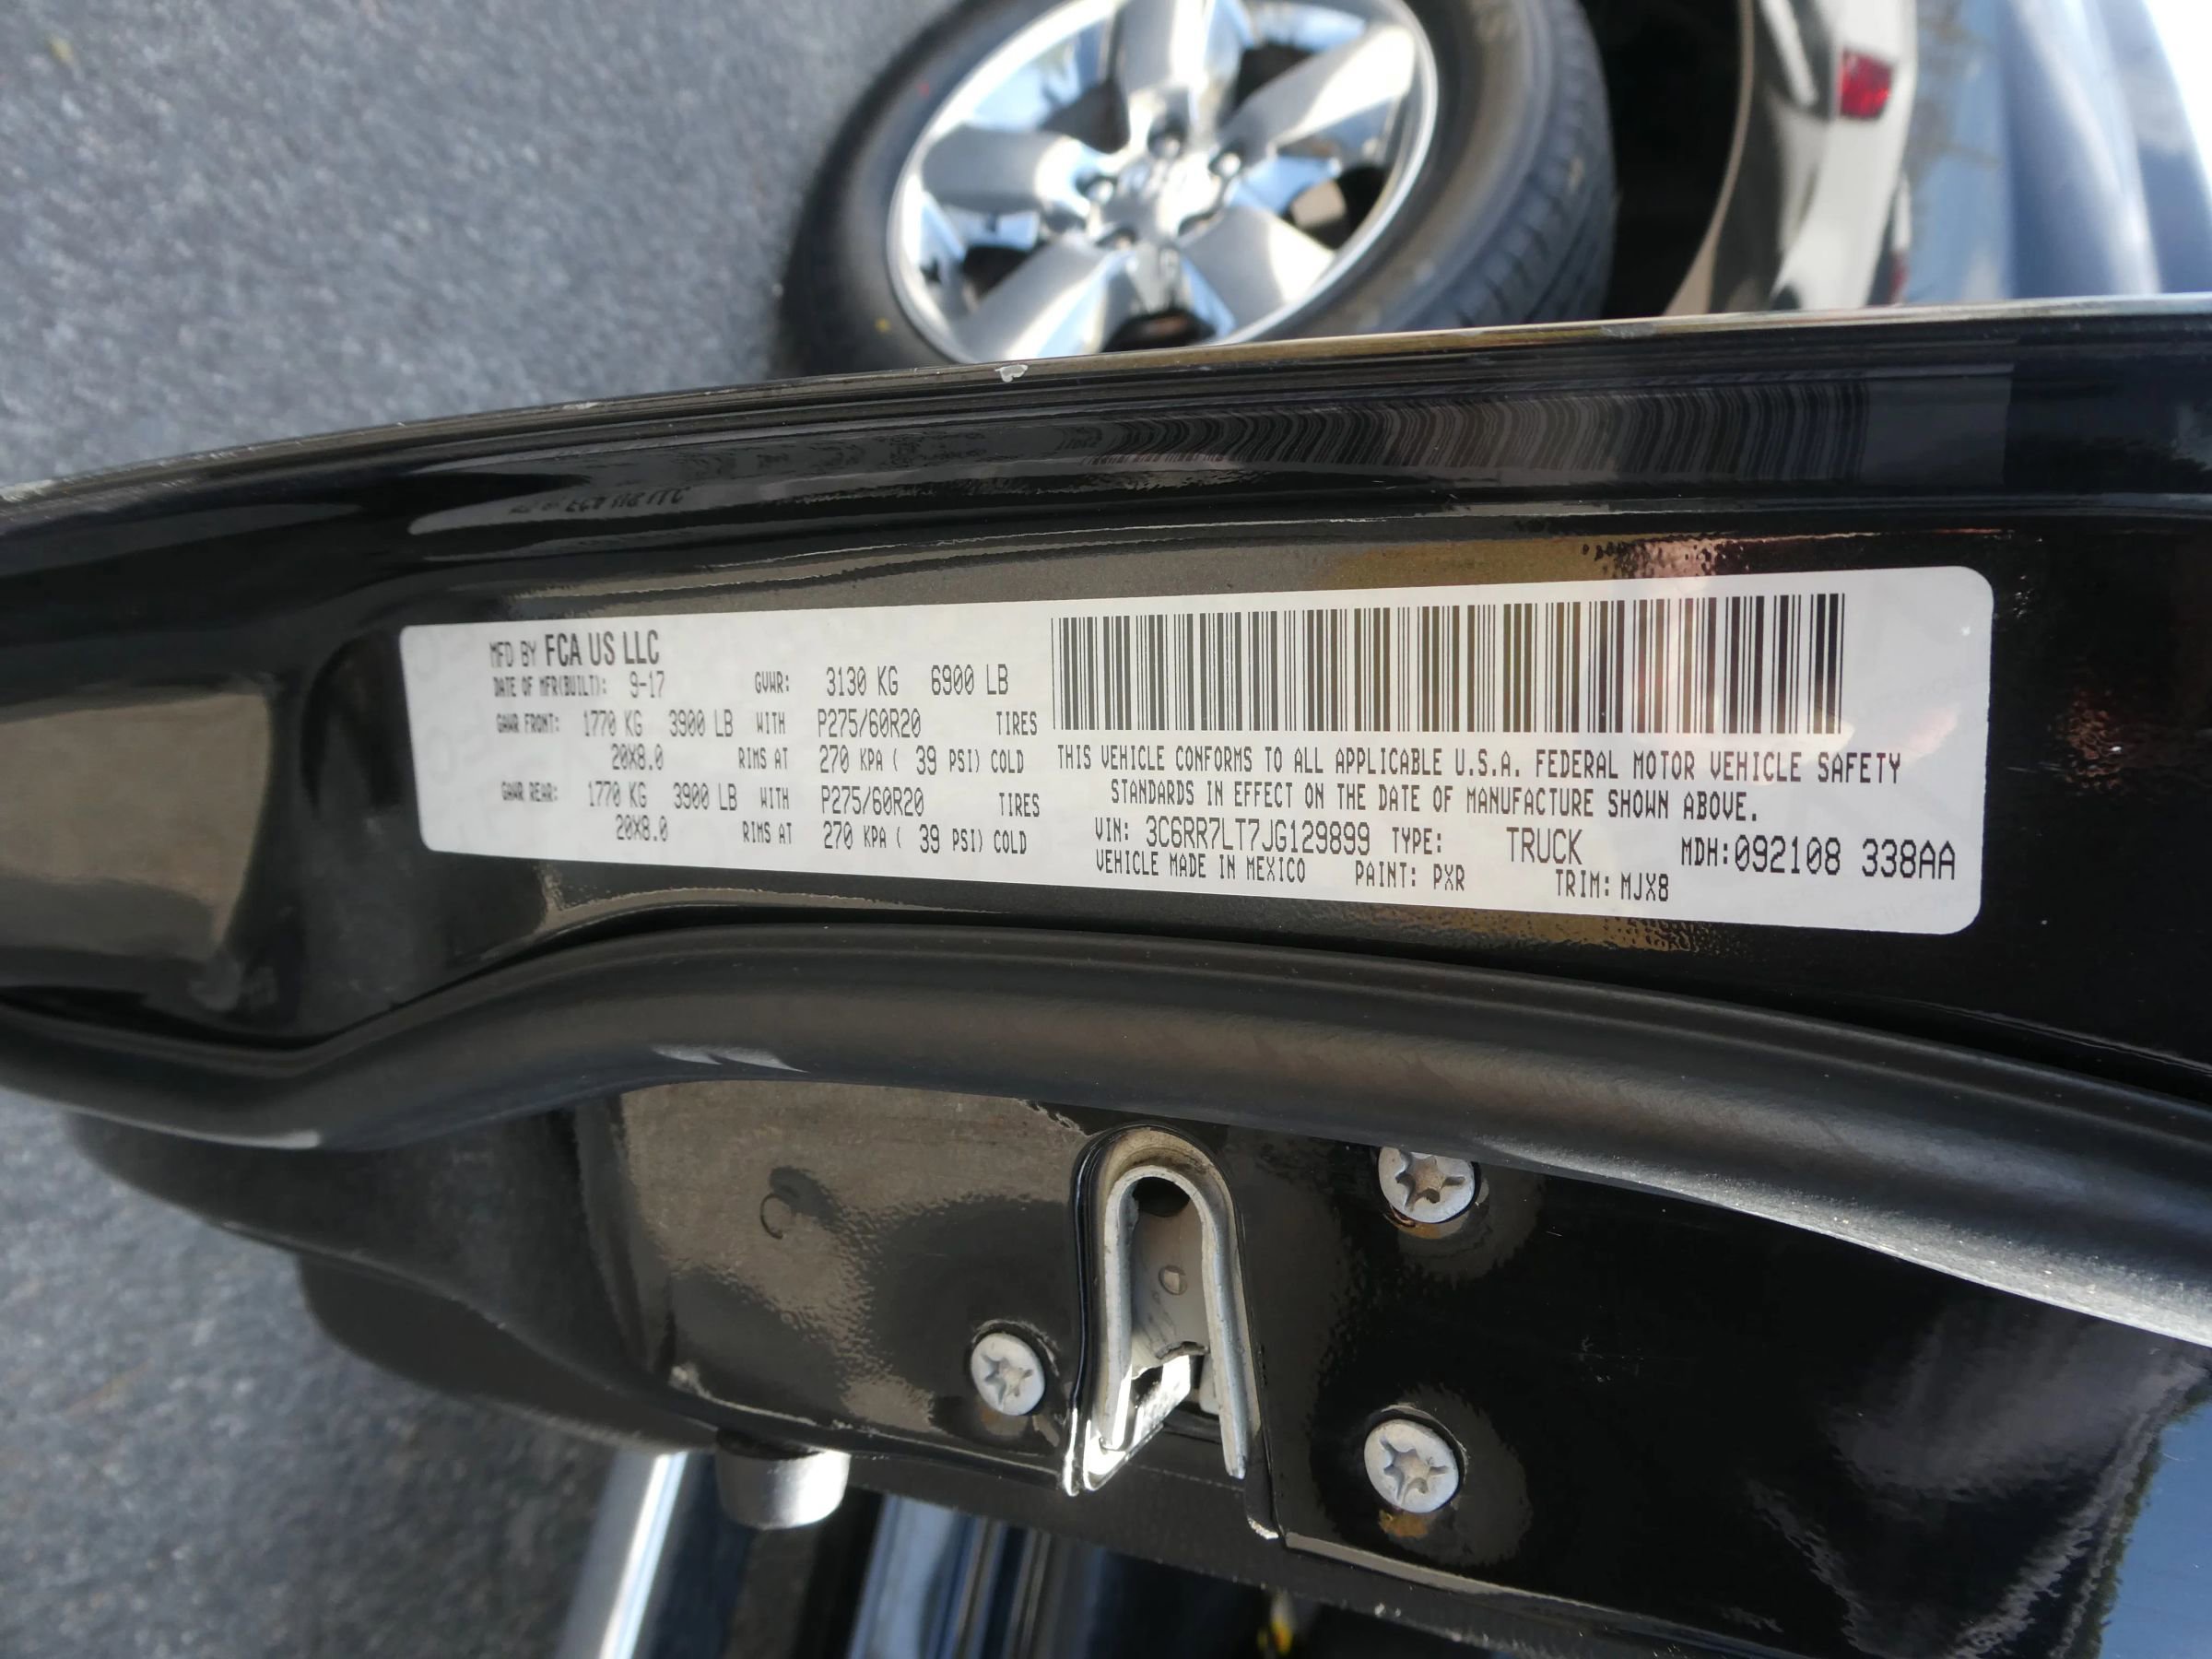 MFD BY FCA US LLC
DATE OF MFR(BUILT): 9-17 GVWR: 3130 KG 6900 LB
GAWR FRONT: 1770 KG 3900 LB WITH P275/60R20 TIRES
20X8.0 RIMS AT 270 KPA ( 39 PSI) COLD
GAWR REAR: 1770 KG 3900 LB WITH P275/60R20 TIRES
20X8.0 RIMS AT 270 KPA ( 39 PSI) COLD
THIS VEHICLE CONFORMS TO ALL APPLICABLE U.S.A. FEDERAL MOTOR VEHICLE SAFETY
STANDARDS IN EFFECT ON THE DATE OF MANUFACTURE SHOWN ABOVE.
VIN: 3C6RR7LT7JG129899 TYPE: TRUCK MDH:092108 338AA
VEHICLE MADE IN MEXICO PAINT: PXR TRIM: MJX8